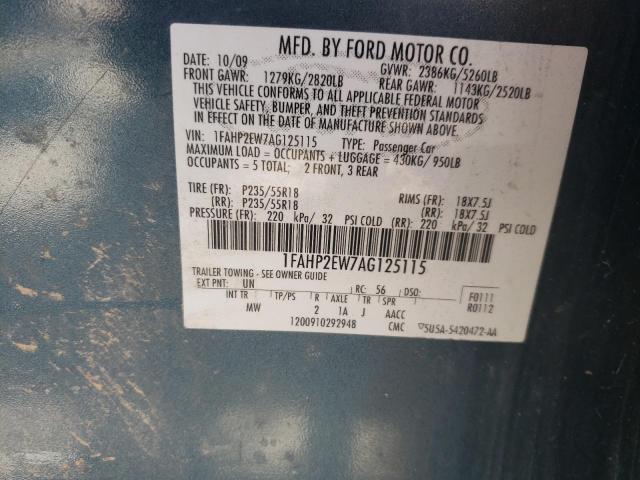 MFD. BY FORD MOTOR CO.
DATE: 10/09 GVWR: 2386KG/5260LB
FRONT GAWR: 1279KG/2820LB REAR GAWR: 1143KG/2520LB
THIS VEHICLE CONFORMS TO ALL APPLICABLE FEDERAL MOTOR
VEHICLE SAFETY, BUMPER, AND THEFT PREVENTION STANDARDS
IN EFFECT ON THE DATE OF MANUFACTURE SHOWN ABOVE.
VIN: 1FAHP2EW7AG125115 TYPE: Passenger Car
MAXIMUM LOAD = OCCUPANTS + LUGGAGE = 430KG/950LB
OCCUPANTS = 5 TOTAL; 2 FRONT, 3 REAR
TIRE (FR): P235/55R18 RIMS (FR): 18X7.5J
(RR): P235/55R18 (RR): 18X7.5J
PRESSURE (FR): 220 kPa/ 32 PSI COLD (RR): 220 kPa/ 32 PSI COLD
1FAHP2EW7AG125115
TRAILER TOWING - SEE OWNER GUIDE
EXT PNT: UN RC: 56 DSO: F0111
INT TR TP/PS R AXLE TR SPR R0112
MW 2 1A J AACC
1200910292948 CMC 5U5A-5420472-AA